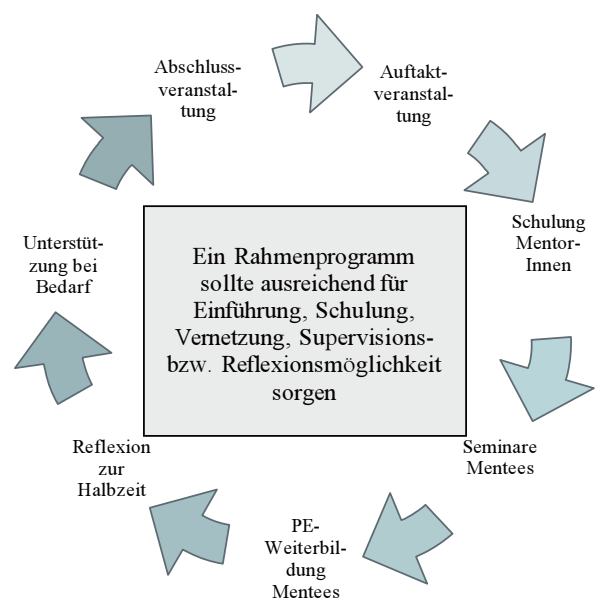 Abschluss-
veranstal-
tung
Auftakt-
veranstal-
tung
Schulung
Mentor-
Innen
Seminare
Mentees
PE-
Weiterbil-
dung
Mentees
Reflexion
zur
Halbzeit
Unterstüt-
zung bei
Bedarf
Ein Rahmenprogramm
sollte ausreichend für
Einführung, Schulung,
Vernetzung, Supervisions-
bzw. Reflexionsmöglichkeit
sorgen